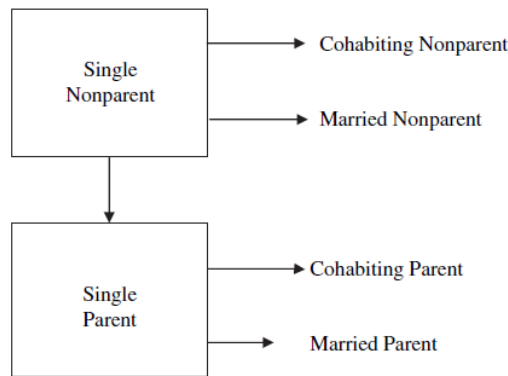 Single
Nonparent
Cohabiting Nonparent
Married Nonparent
Single
Parent
Cohabiting Parent
Married Parent